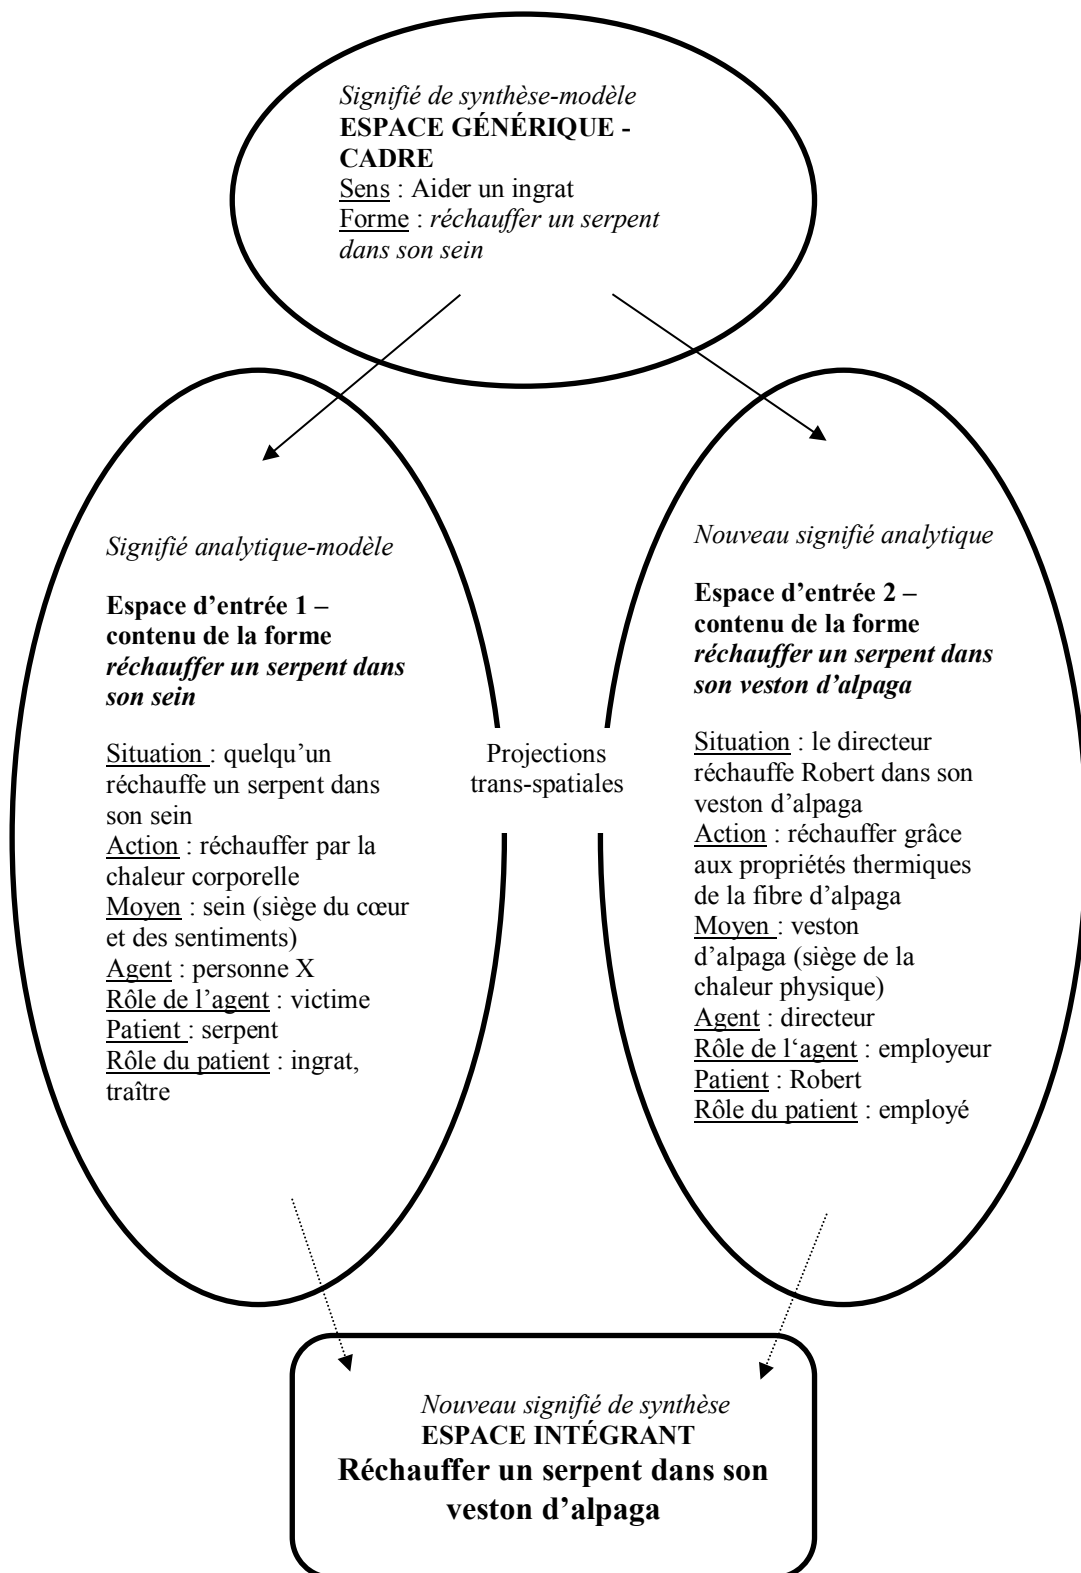 Signifié de synthèse-modèle
ESPACE GÉNÉRIQUE -
CADRE
Sens : Aider un ingrat
Forme : réchauffer un serpent
dans son sein
Signifié analytique-modèle
Espace d’entrée 1 –
contenu de la forme
réchauffer un serpent dans
son sein
Situation : quelqu’un
réchauffe un serpent dans
son sein
Action : réchauffer par la
chaleur corporelle
Moyen : sein (siège du cœur
et des sentiments)
Agent : personne X
Rôle de l’agent : victime
Patient : serpent
Rôle du patient : ingrat,
traître
Projections
trans-spatiales
Nouveau signifié analytique
Espace d’entrée 2 –
contenu de la forme
réchauffer un serpent dans
son veston d’alpaga
Situation : le directeur
réchauffe Robert dans son
veston d’alpaga
Action : réchauffer grâce
aux propriétés thermiques
de la fibre d’alpaga
Moyen : veston
d’alpaga (siège de la
chaleur physique)
Agent : directeur
Rôle de l‘agent : employeur
Patient : Robert
Rôle du patient : employé
Nouveau signifié de synthèse
ESPACE INTÉGRANT
Réchauffer un serpent dans son
veston d’alpaga